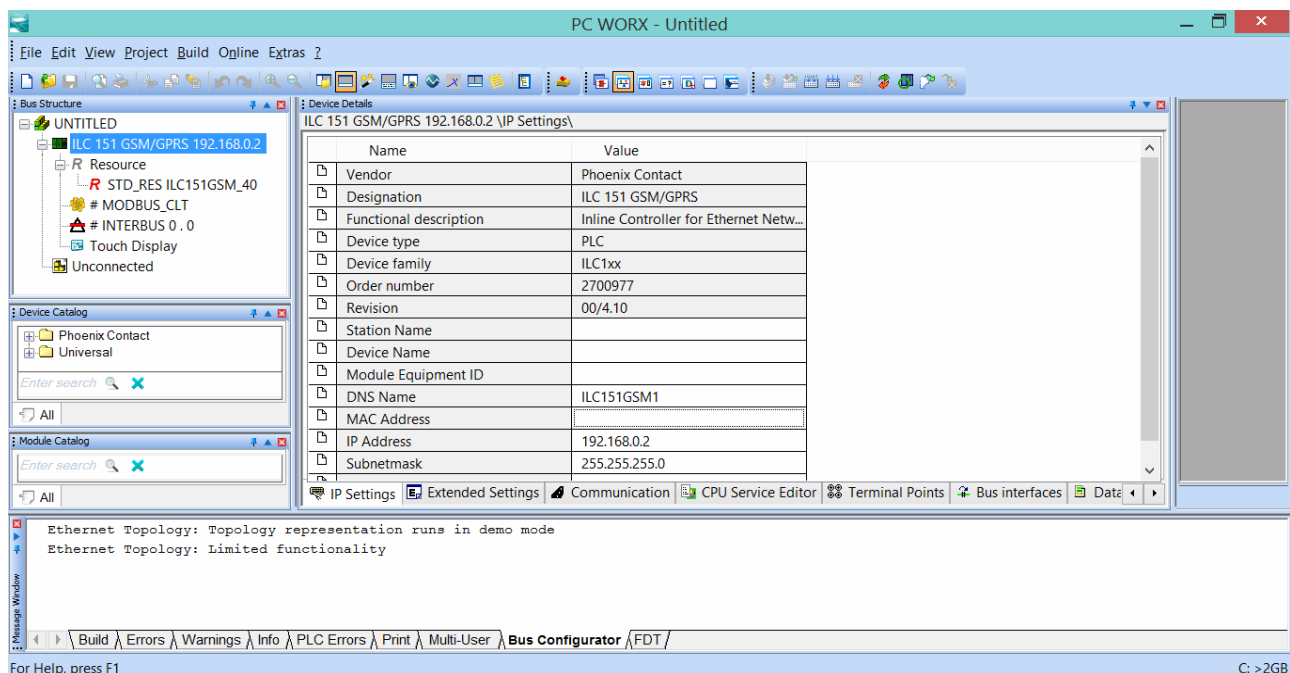 PC WORX - Untitled
File Edit View Project Build Online Extras ?
Bus Structure
UNTITLED
ILC 151 GSM/GPRS 192.168.0.2
R Resource
R STD_RES ILC151GSM_40
# MODBUS_CLT
# INTERBUS 0 . 0
Touch Display
Unconnected
Device Catalog
Phoenix Contact
Universal
Enter search
All
Module Catalog
Enter search
All
Device Details
ILC 151 GSM/GPRS 192.168.0.2 \IP Settings\
Name Value
Vendor Phoenix Contact
Designation ILC 151 GSM/GPRS
Functional description Inline Controller for Ethernet Netw...
Device type PLC
Device family ILC1xx
Order number 2700977
Revision 00/4.10
Station Name
Device Name
Module Equipment ID
DNS Name ILC151GSM1
MAC Address
IP Address 192.168.0.2
Subnetmask 255.255.255.0
IP Settings Extended Settings Communication CPU Service Editor Terminal Points Bus interfaces Data
Message Window
Ethernet Topology: Topology representation runs in demo mode
Ethernet Topology: Limited functionality
Build Errors Warnings Info PLC Errors Print Multi-User Bus Configurator FDT
For Help, press F1 C: >2GB